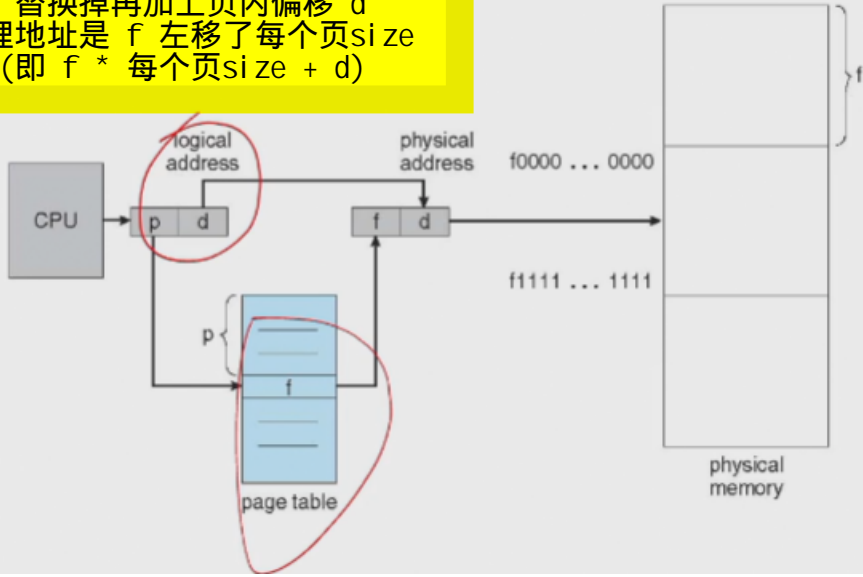 替换掉再加上页内偏移 d
理地址是 f 左移了每个页size
(即 f * 每个页size + d)
logical
address
physical
address
f0000 ... 0000
f
CPU
p d
f d
f1111 ... 1111
p
f
page table
physical
memory